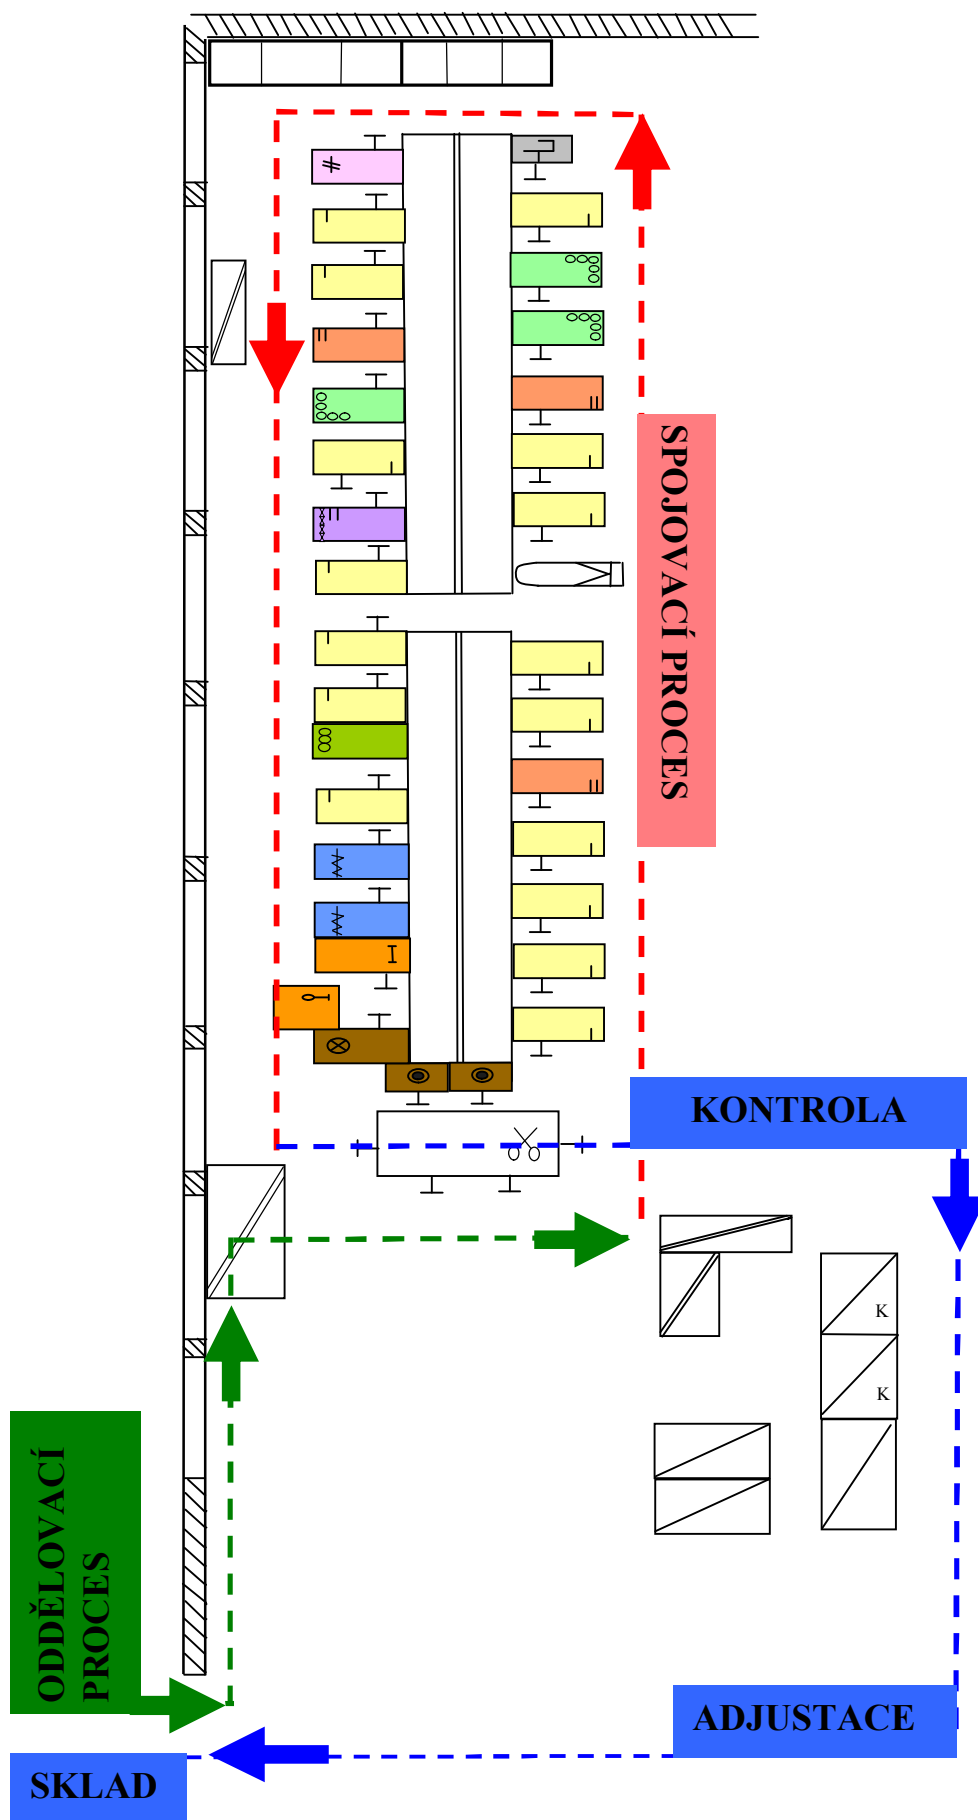 SPOJOVACÍ PROCES
KONTROLA
K
K
ODDĚLOVACÍ
PROCES
ADJUSTACE
SKLAD